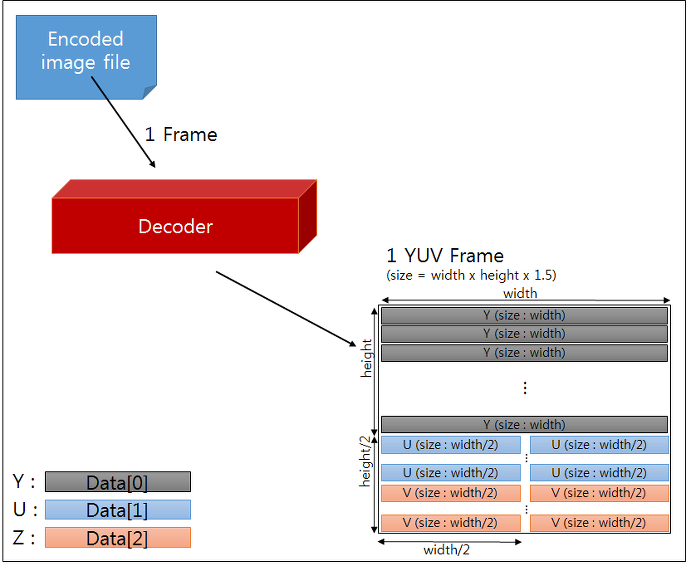 Encoded
image file
1 Frame
Decoder
1 YUV Frame
(size = width x height x 1.5)
width
height
Y (size : width)
Y (size : width)
Y (size : width)
⋮
Y (size : width)
height/2
U (size : width/2) U (size : width/2)
⋮
U (size : width/2) U (size : width/2)
V (size : width/2) V (size : width/2)
⋮
V (size : width/2) V (size : width/2)
width/2
Y : Data[0]
U : Data[1]
Z : Data[2]